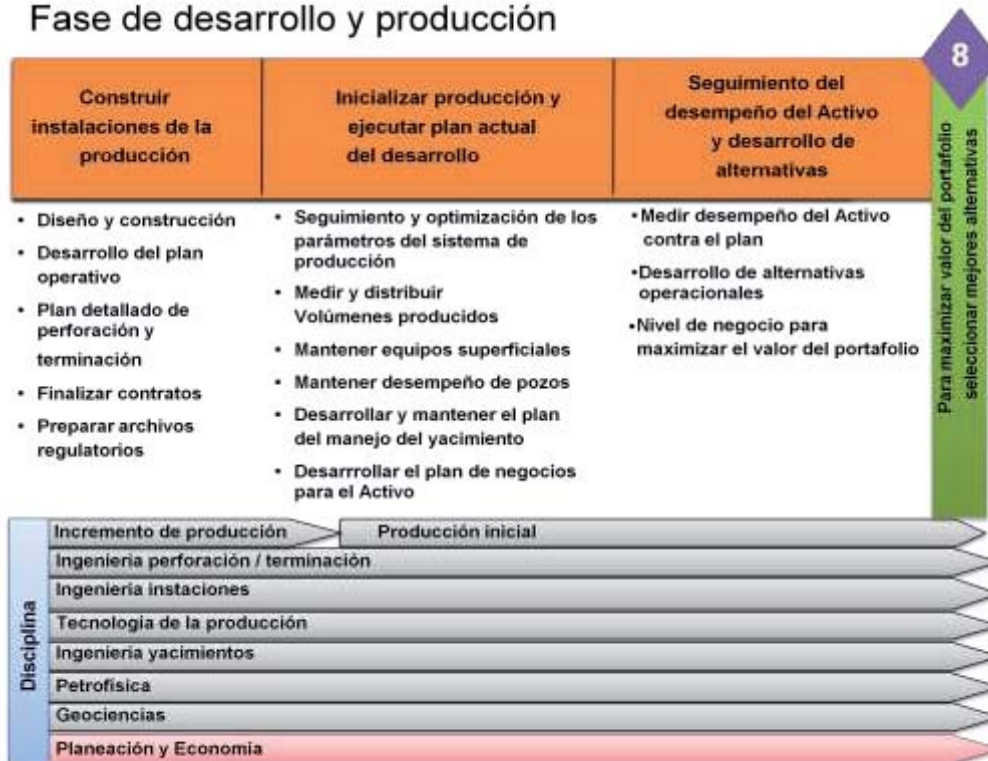 Fase de desarrollo y producción
8
Construir
instalaciones de la
producción
Inicializar producción y
ejecutar plan actual
del desarrollo
Seguimiento del
desempeño del Activo
y desarrollo de
alternativas
Para maximizar valor del portafolio
seleccionar mejores alternativas
• Diseño y construcción
• Desarrollo del plan
operativo
• Plan detallado de
perforación y
terminación
• Finalizar contratos
• Preparar archivos
regulatorios
• Seguimiento y optimización de los
parámetros del sistema de
producción
• Medir y distribuir
Volúmenes producidos
• Mantener equipos superficiales
• Mantener desempeño de pozos
• Desarrollar y mantener el plan
del manejo del yacimiento
• Desarrrollar el plan de negocios
para el Activo
•Medir desempeño del Activo
contra el plan
•Desarrollo de alternativas
operacionales
•Nivel de negocio para
maximizar el valor del portafolio
Disciplina
Incremento de producción
Producción inicial
Ingeniería perforación / terminación
Ingeniería instaciones
Tecnología de la producción
Ingeniería yacimientos
Petrofísica
Geociencias
Planeación y Economía